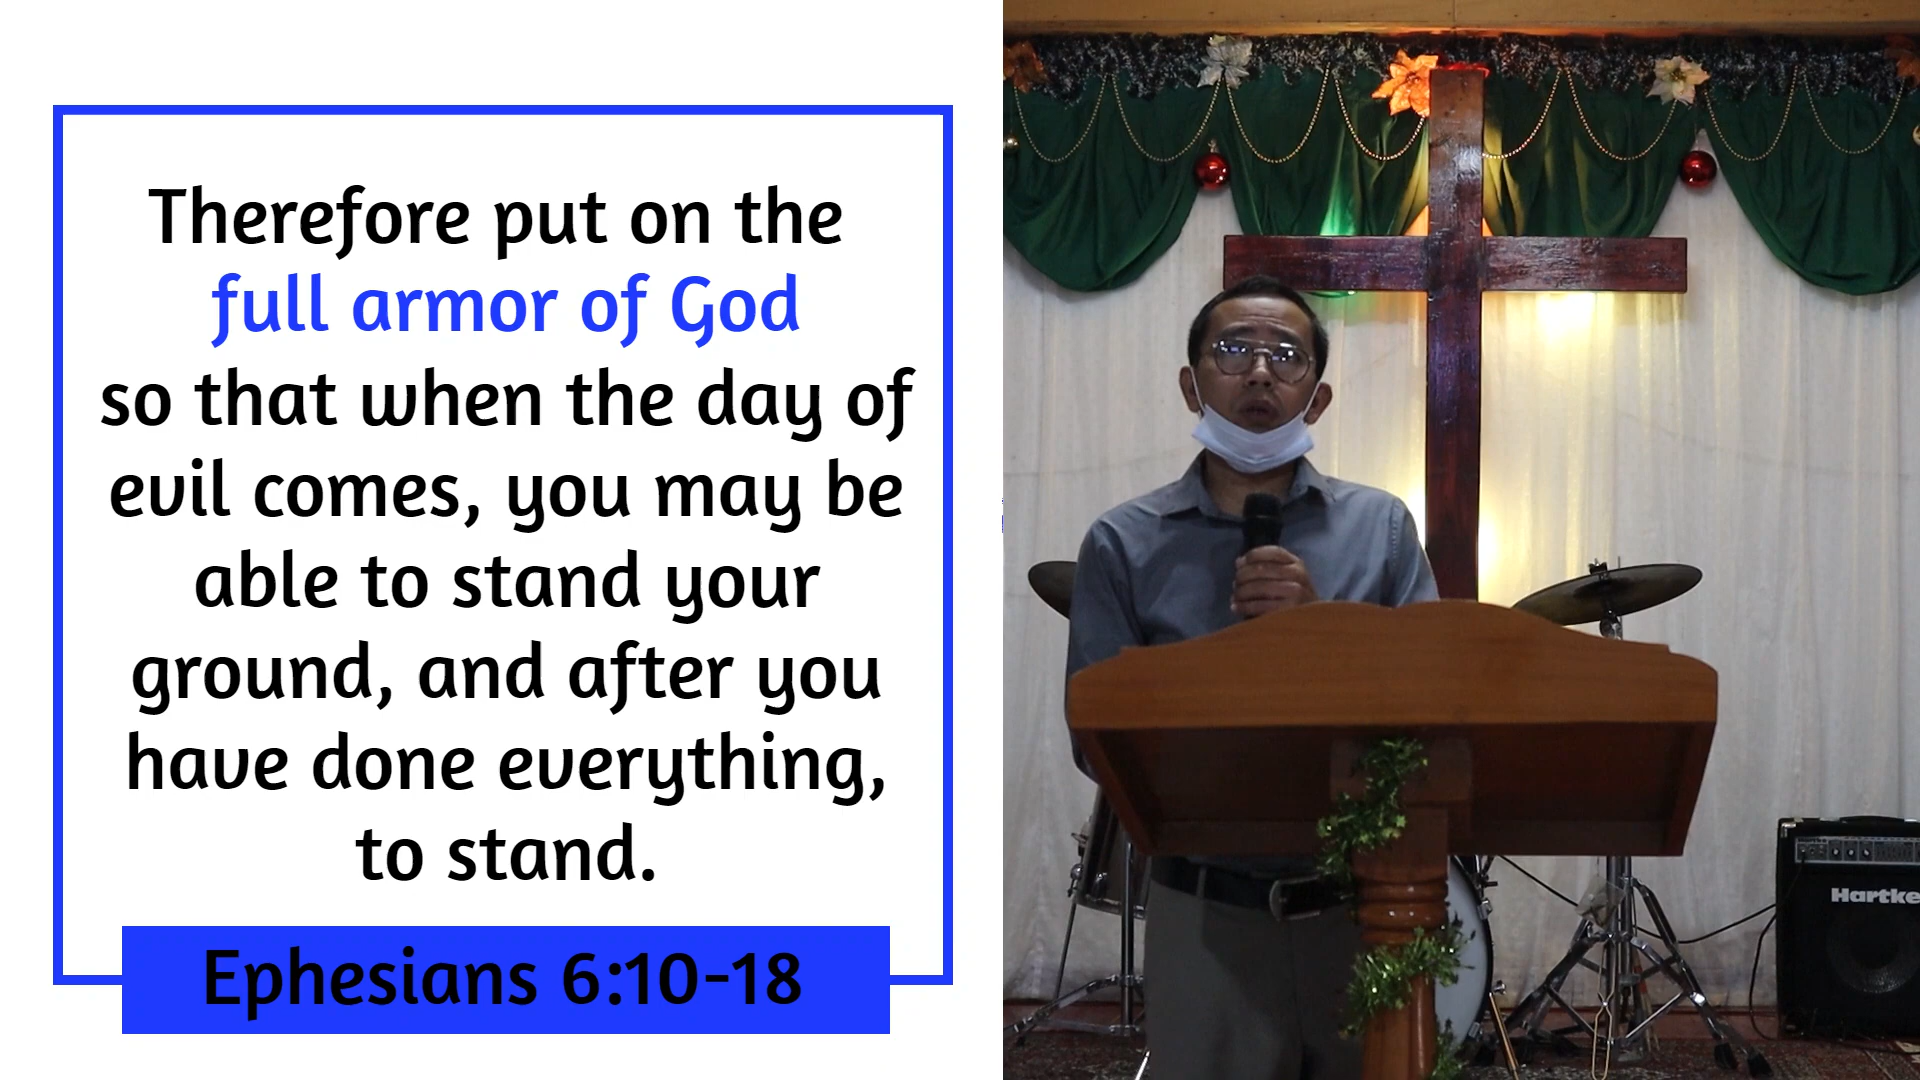 Therefore put on the
full armor of God
so that when the day of
evil comes, you may be
able to stand your
ground, and after you
have done everything,
to stand.
Ephesians 6:10-18
Hartke